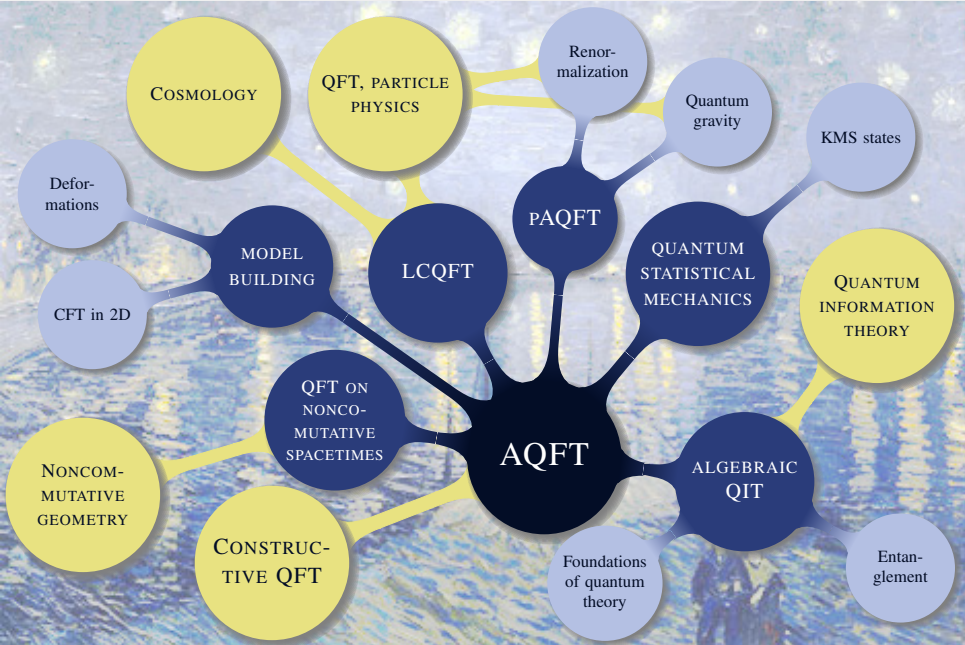 Renor-
malization
COSMOLOGY
QFT, PARTICLE
PHYSICS
Quantum
gravity
KMS states
Defor-
mations
PAQFT
MODEL
BUILDING
LCQFT
QUANTUM
STATISTICAL
MECHANICS
QUANTUM
INFORMATION
THEORY
CFT in 2D
QFT ON
NONCO-
MUTATIVE
SPACETIMES
AQFT
ALGEBRAIC
QIT
NONCOM-
MUTATIVE
GEOMETRY
CONSTRUC-
TIVE QFT
Foundations
of quantum
theory
Entan-
glement